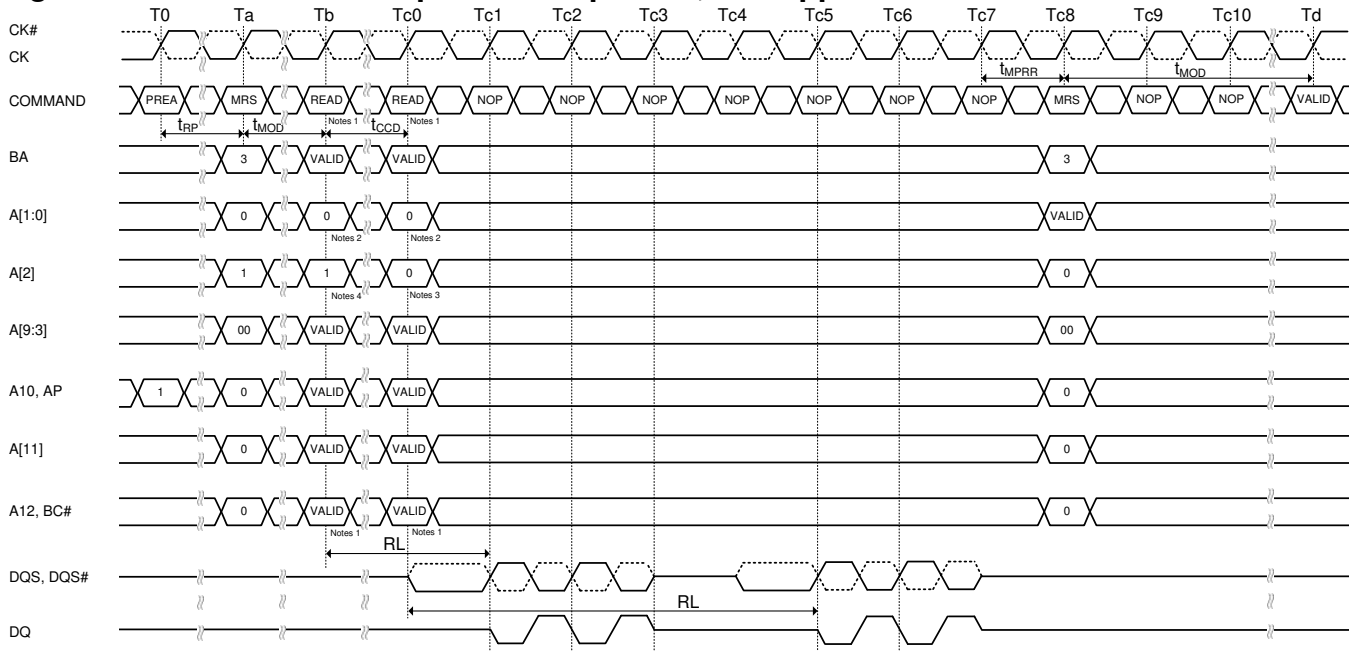 T0 Ta Tb Tc0 Tc1 Tc2 Tc3 Tc4 Tc5 Tc6 Tc7 Tc8 Tc9 Tc10 Td
CK#
CK
tMPRR tMOD
COMMAND PREA MRS READ READ NOP NOP NOP NOP NOP NOP NOP MRS NOP NOP VALID
Notes 1 Notes 1
tRP tMOD tCCD
BA 3 VALID VALID 3
A[1:0] 0 0 0 VALID
Notes 2 Notes 2
A[2] 1 1 0 0
Notes 4 Notes 3
A[9:3] 00 VALID VALID 00
A10, AP 1 0 VALID VALID 0
A[11] 0 VALID VALID 0
A12, BC# 0 VALID VALID 0
Notes 1 Notes 1
RL
DQS, DQS#
RL
DQ